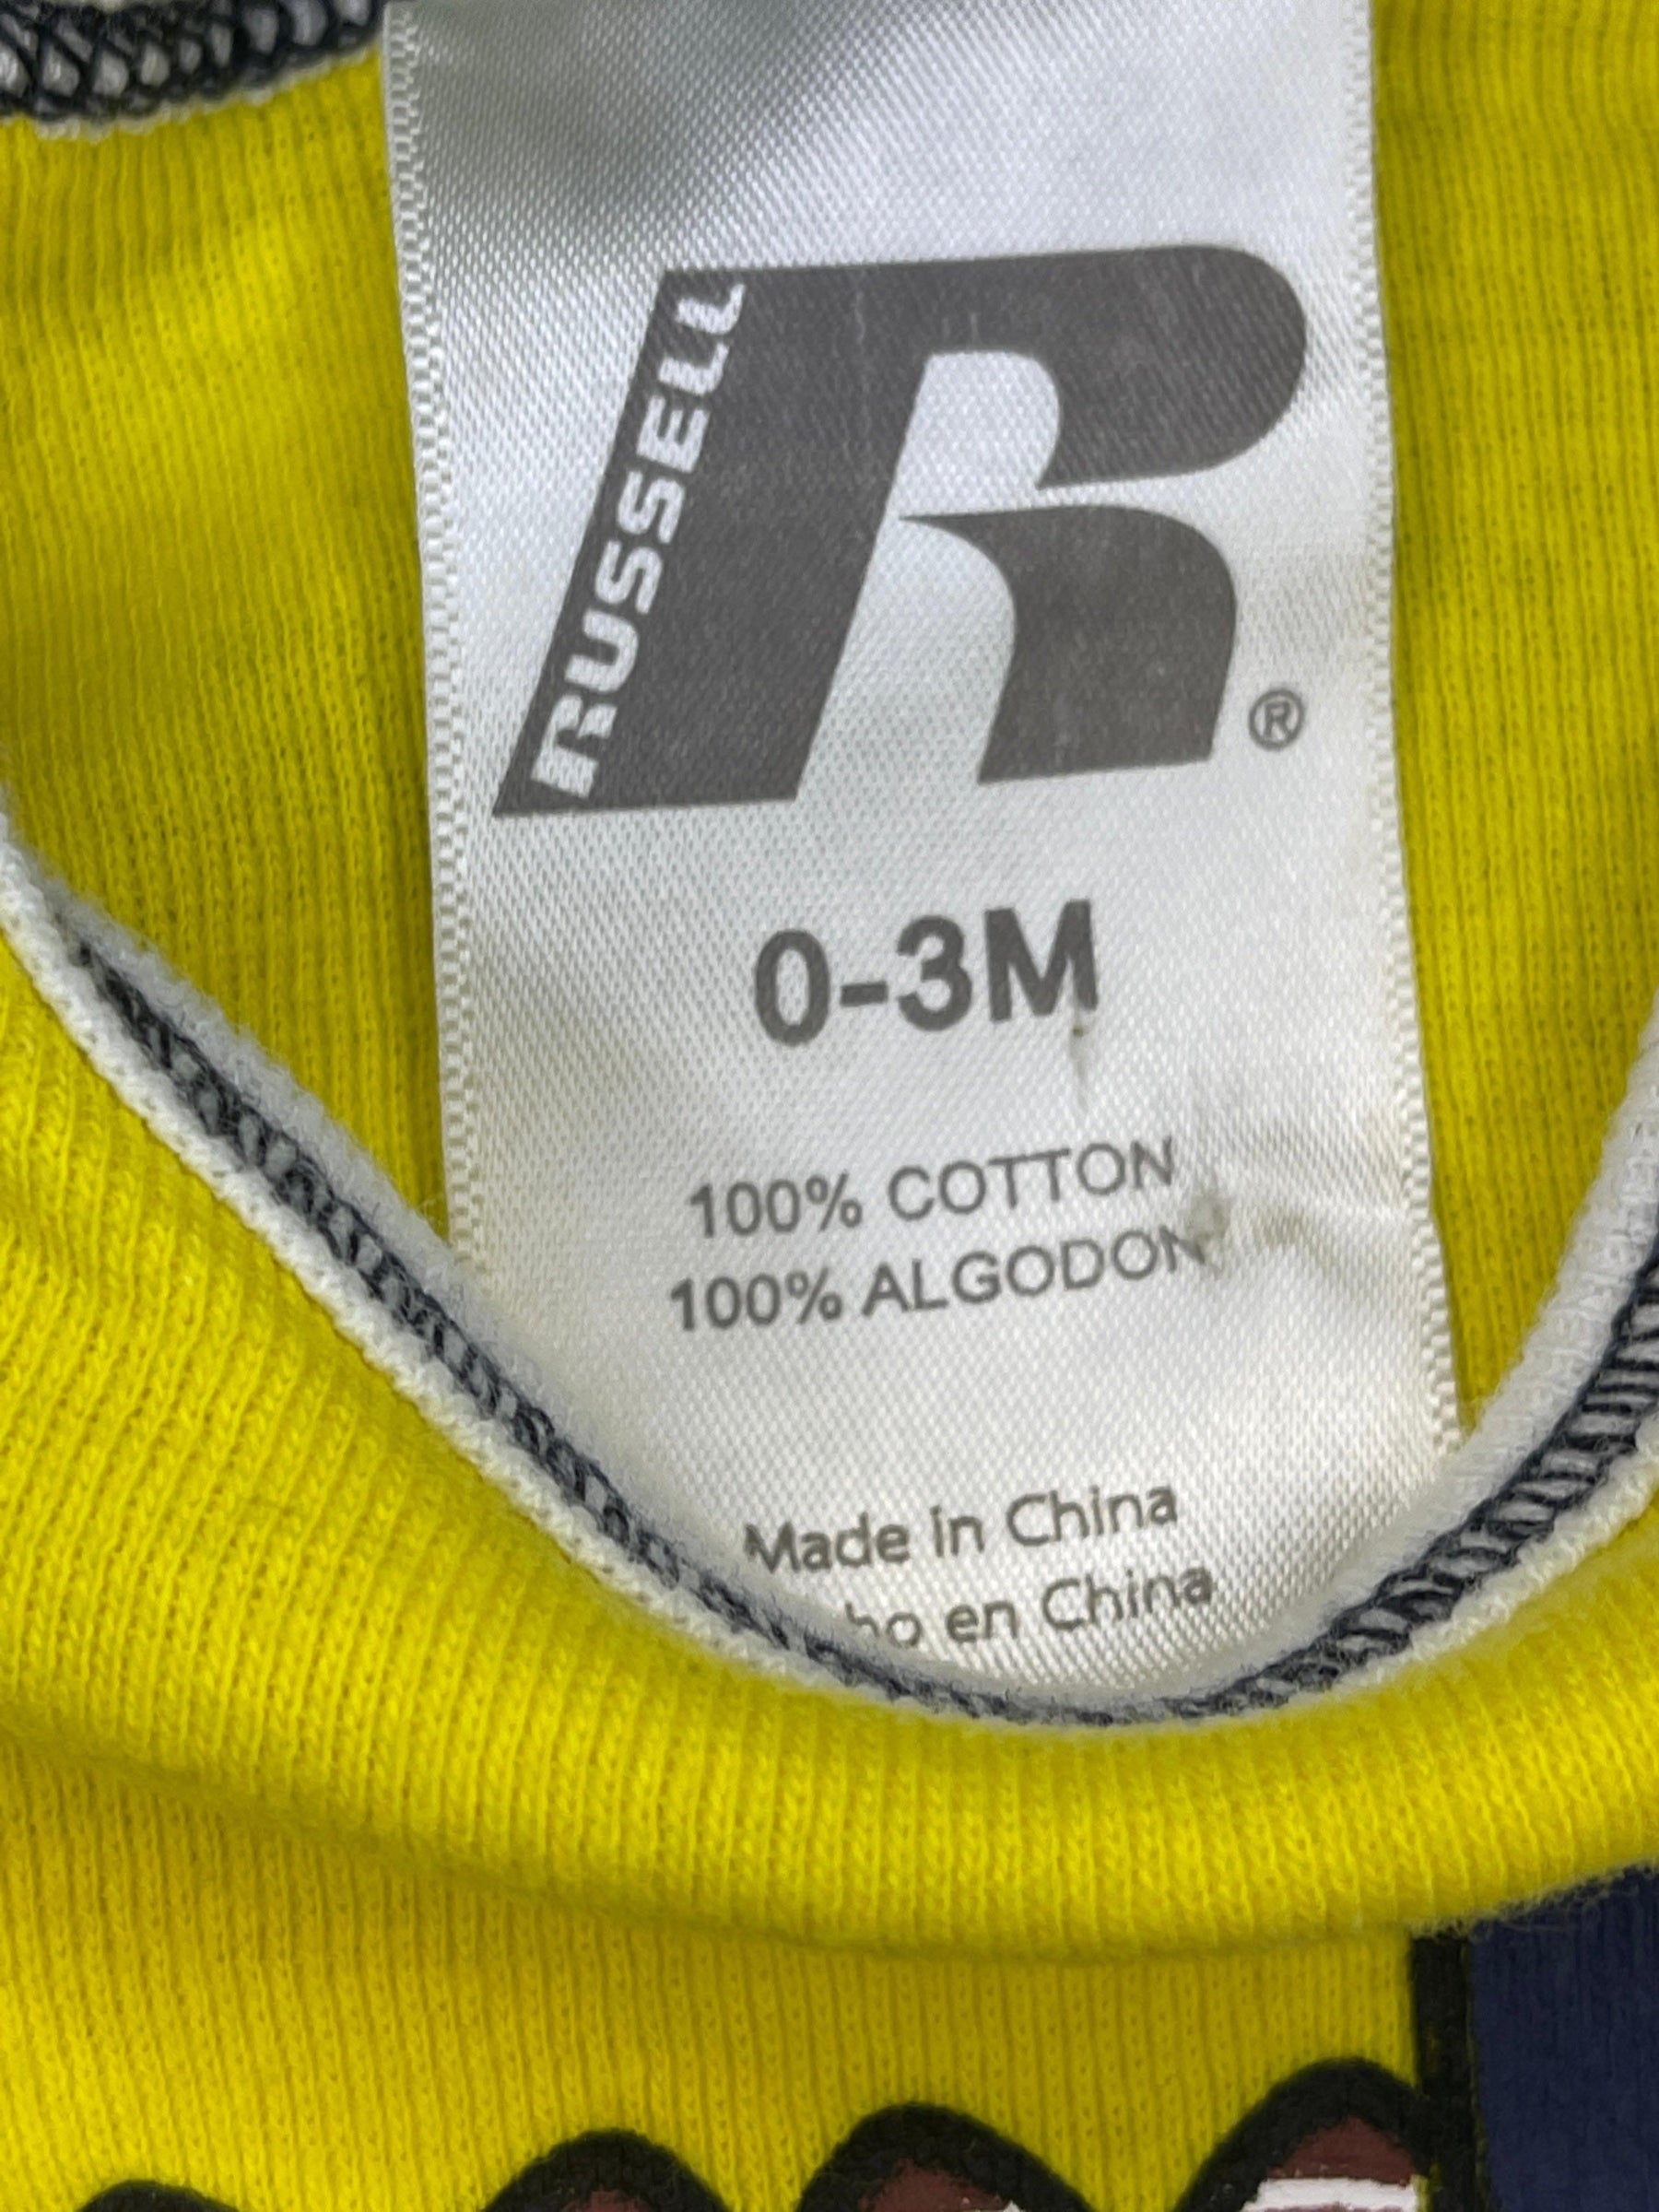 RUSSELL
®
0-3M
100% COTTON
100% ALGODON
Made in China
en China